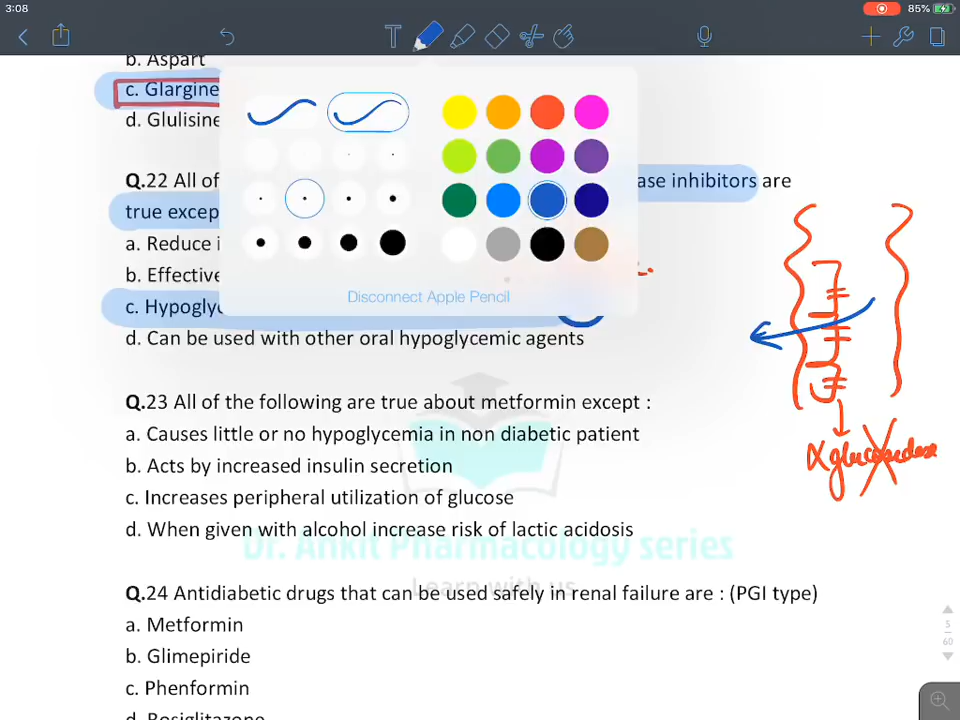 3:08
85%
T
b. Aspart
c. Glargine
d. Glulisine
Q.22 All of
ase inhibitors are
true excep
a. Reduce i
b. Effective
c. Hypogly
Disconnect Apple Pencil
d. Can be used with other oral hypoglycemic agents
αglucosidase
Q.23 All of the following are true about metformin except :
a. Causes little or no hypoglycemia in non diabetic patient
b. Acts by increased insulin secretion
c. Increases peripheral utilization of glucose
d. When given with alcohol increase risk of lactic acidosis
Dr. Ankit Pharmacology series
Learn with us
Q.24 Antidiabetic drugs that can be used safely in renal failure are : (PGI type)
a. Metformin
b. Glimepiride
c. Phenformin
d. Rosiglitazone
5
60